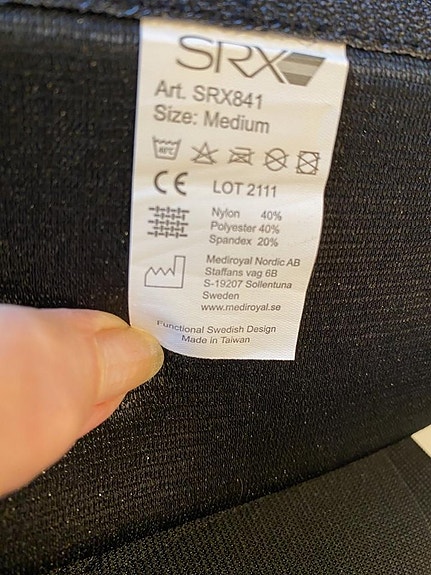 SRX
Art. SRX841
Size: Medium
CE LOT 2111
Nylon 40%
Polyester 40%
Spandex 20%
Mediroyal Nordic AB
Staffans vag 6B
S-19207 Sollentuna
Sweden
www.mediroyal.se
Functional Swedish Design
Made in Taiwan